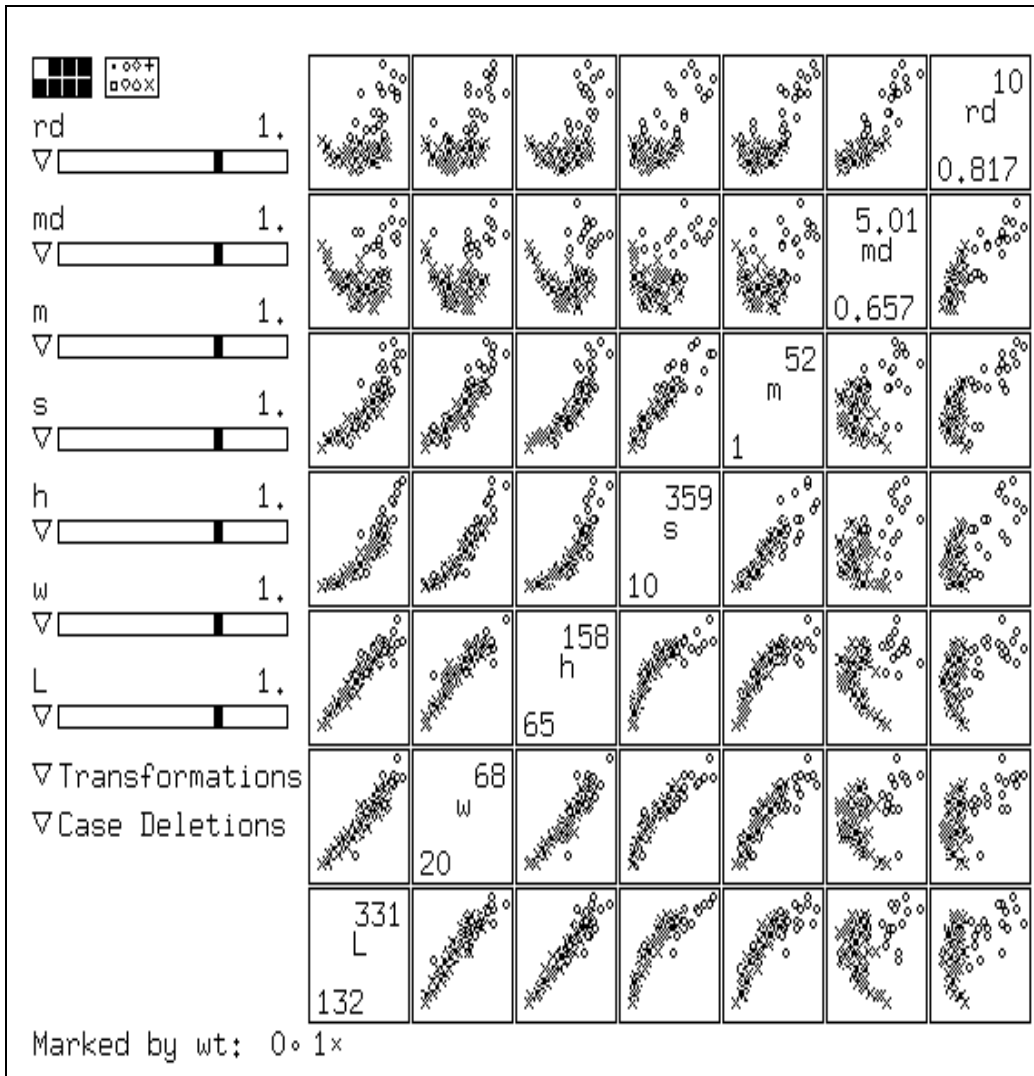 rd 1.
md 1.
m 1.
s 1.
h 1.
w 1.
L 1.
Transformations
Case Deletions
10
rd
0.817
5.01
md
0.657
52
m
1
359
s
10
158
h
65
68
w
20
331
L
132
Marked by wt: 0∘ 1×